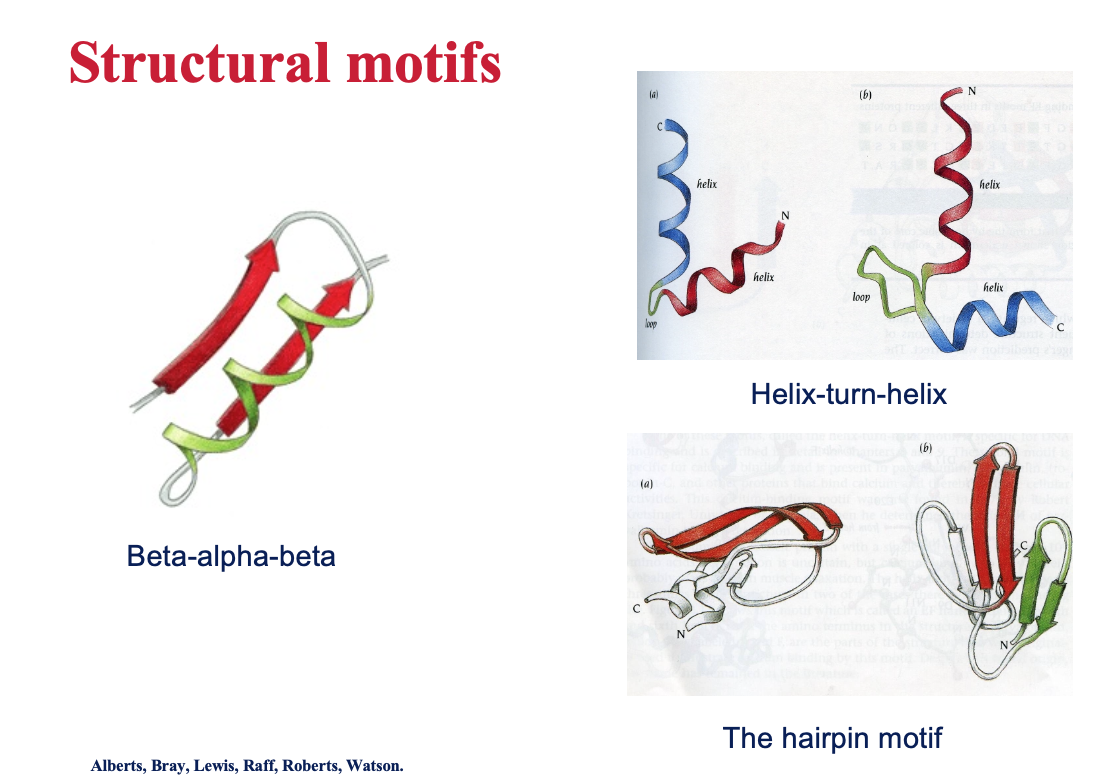 Structural motifs
Beta-alpha-beta
Alberts, Bray, Lewis, Raff, Roberts, Watson.
(a)
C
helix
N
helix
loop
(b)
N
helix
loop
helix
C
Helix-turn-helix
(a)
C
N
(b)
C
N
The hairpin motif